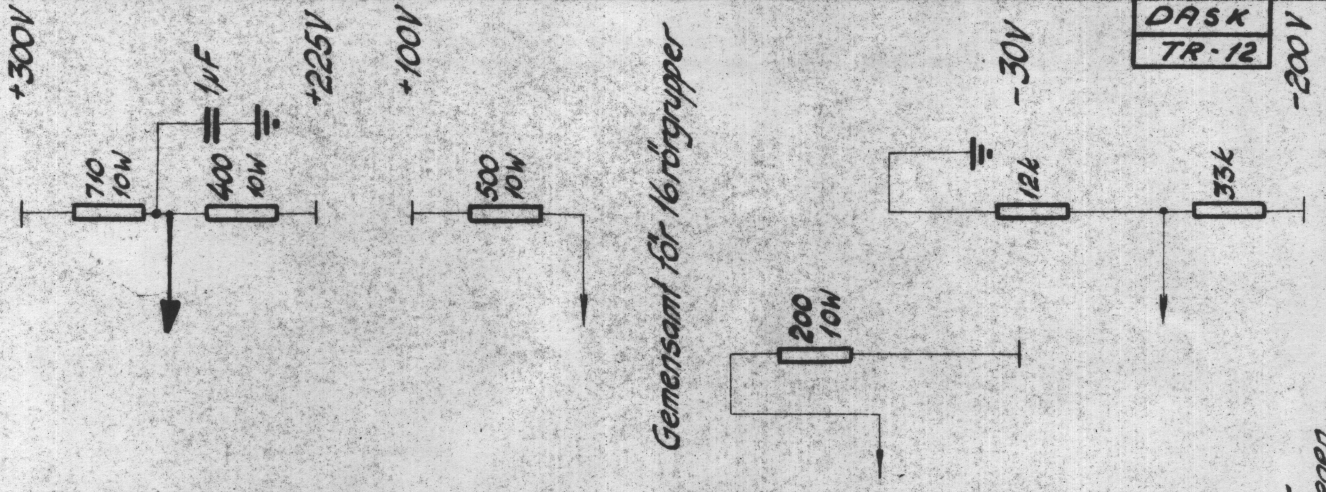 +300V
710
10W
1µF
400
10W
+225V
+100V
500
10W
Gemensamt för 16 rörgrupper
200
10W
-30V
12k
33k
-200V
DASK
TR-12